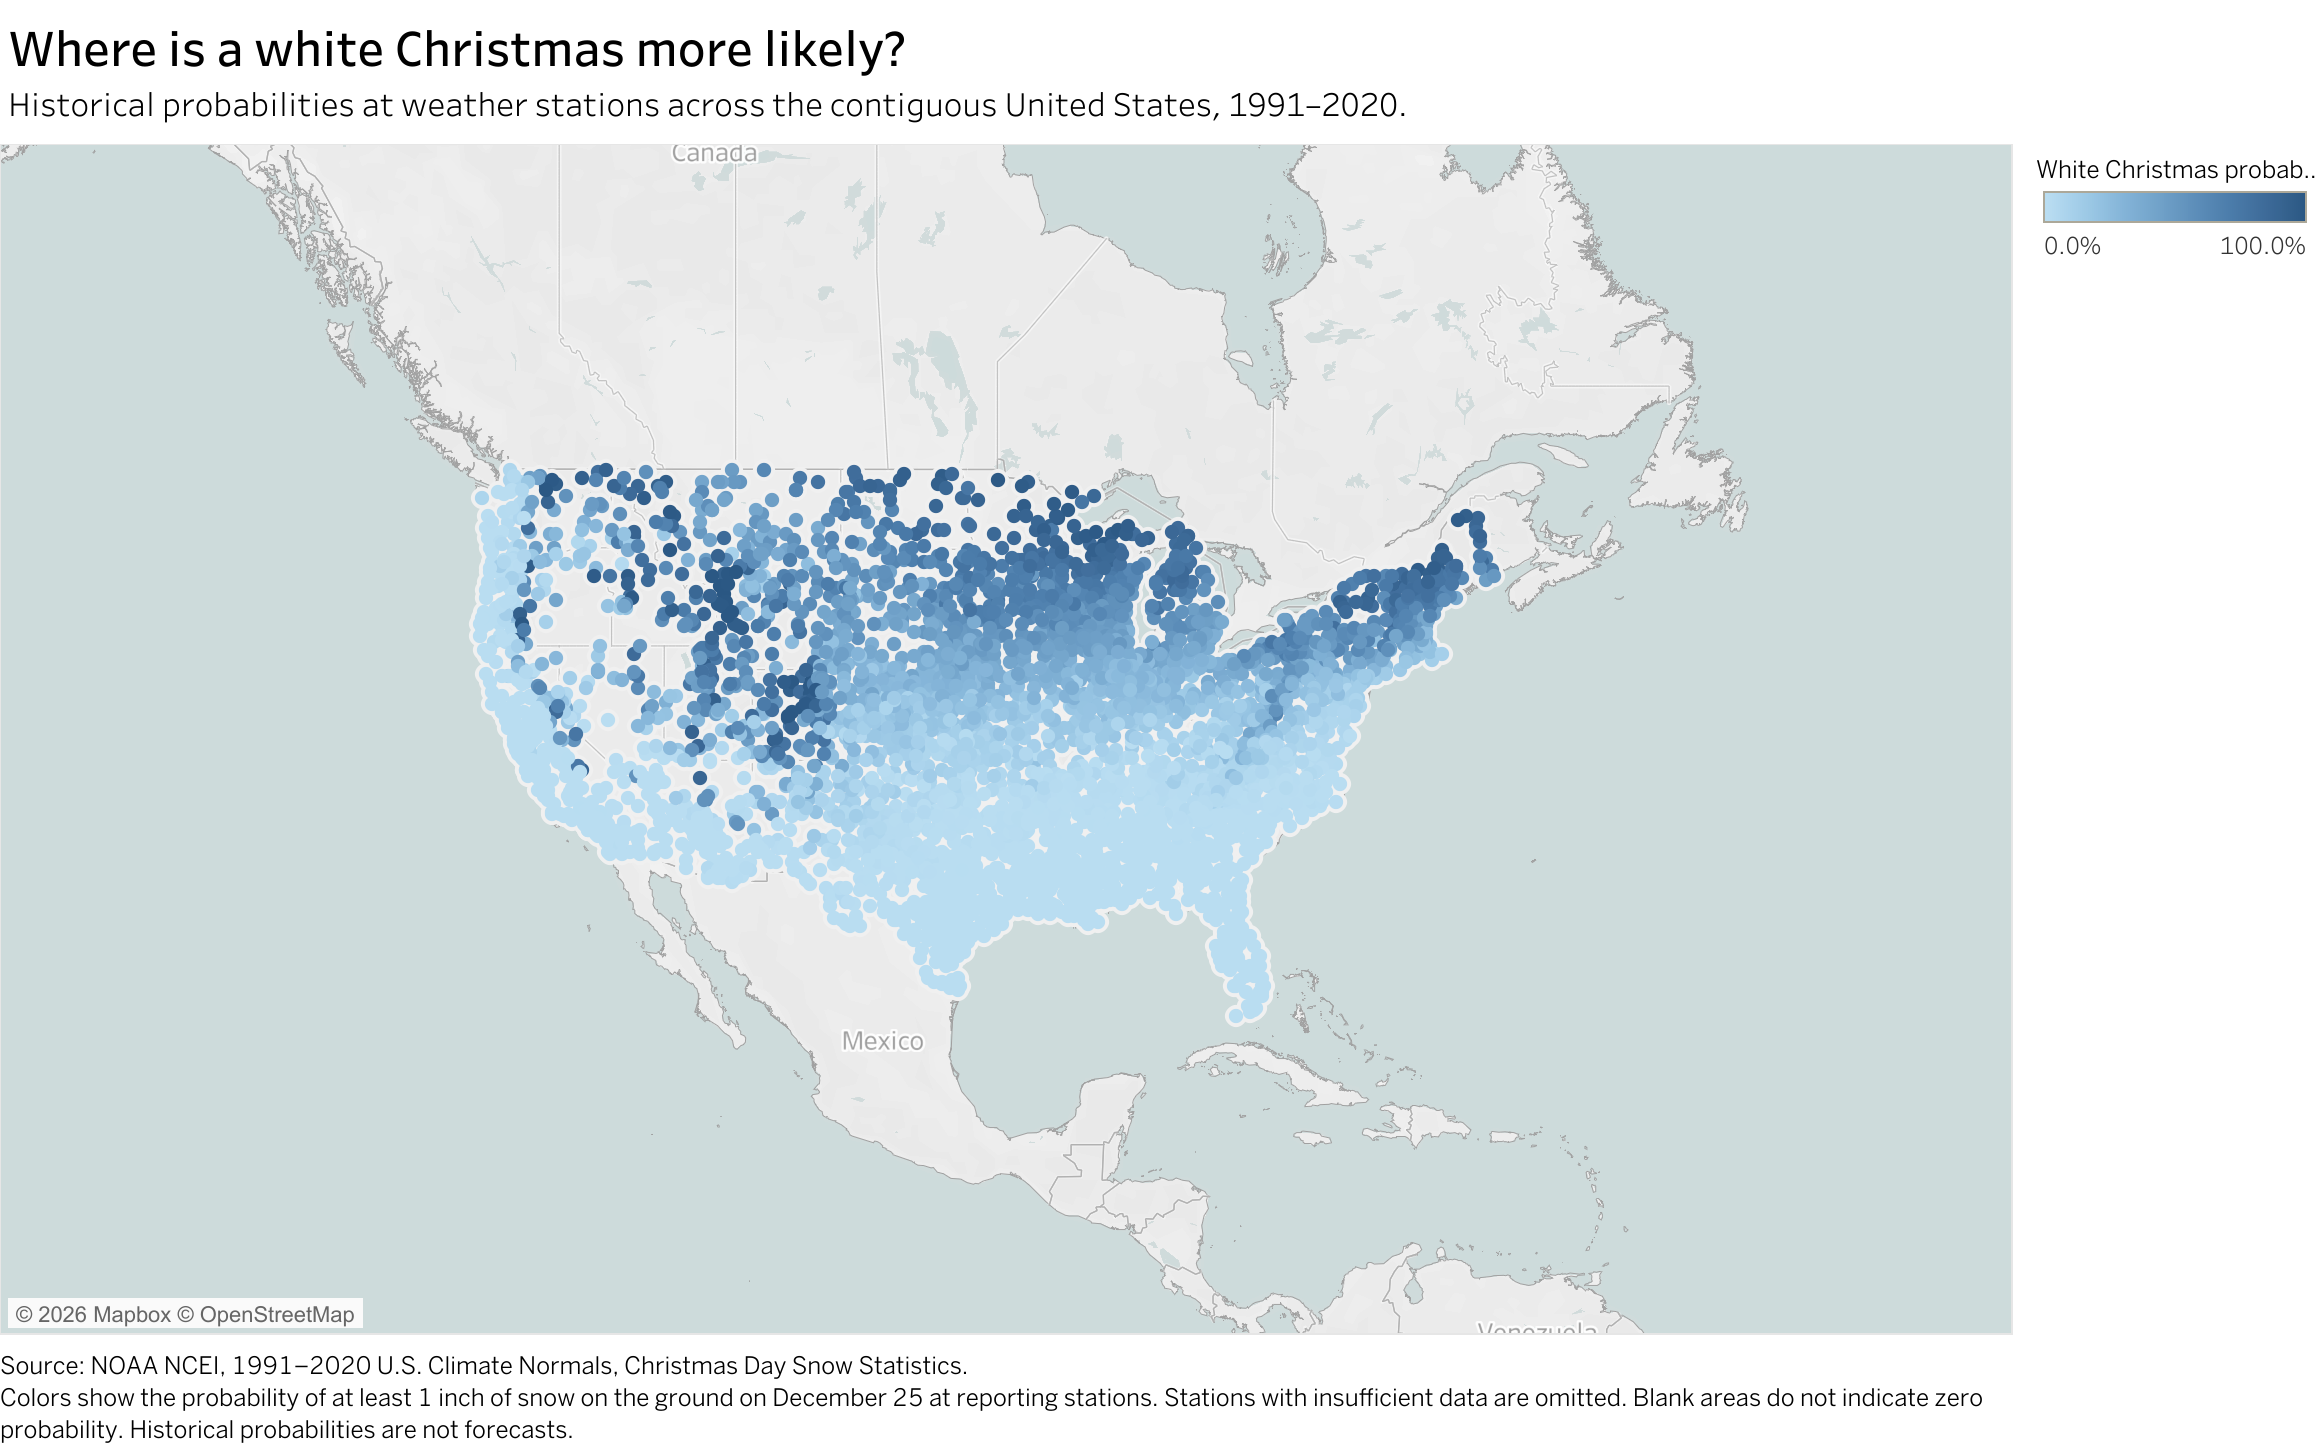 Where is a white Christmas more likely?
Historical probabilities at weather stations across the contiguous United States, 1991–2020.
Canada
White Christmas probab..
0.0% 100.0%
Mexico
Venezuela
© 2026 Mapbox © OpenStreetMap
Source: NOAA NCEI, 1991–2020 U.S. Climate Normals, Christmas Day Snow Statistics.
Colors show the probability of at least 1 inch of snow on the ground on December 25 at reporting stations. Stations with insufficient data are omitted. Blank areas do not indicate zero
probability. Historical probabilities are not forecasts.